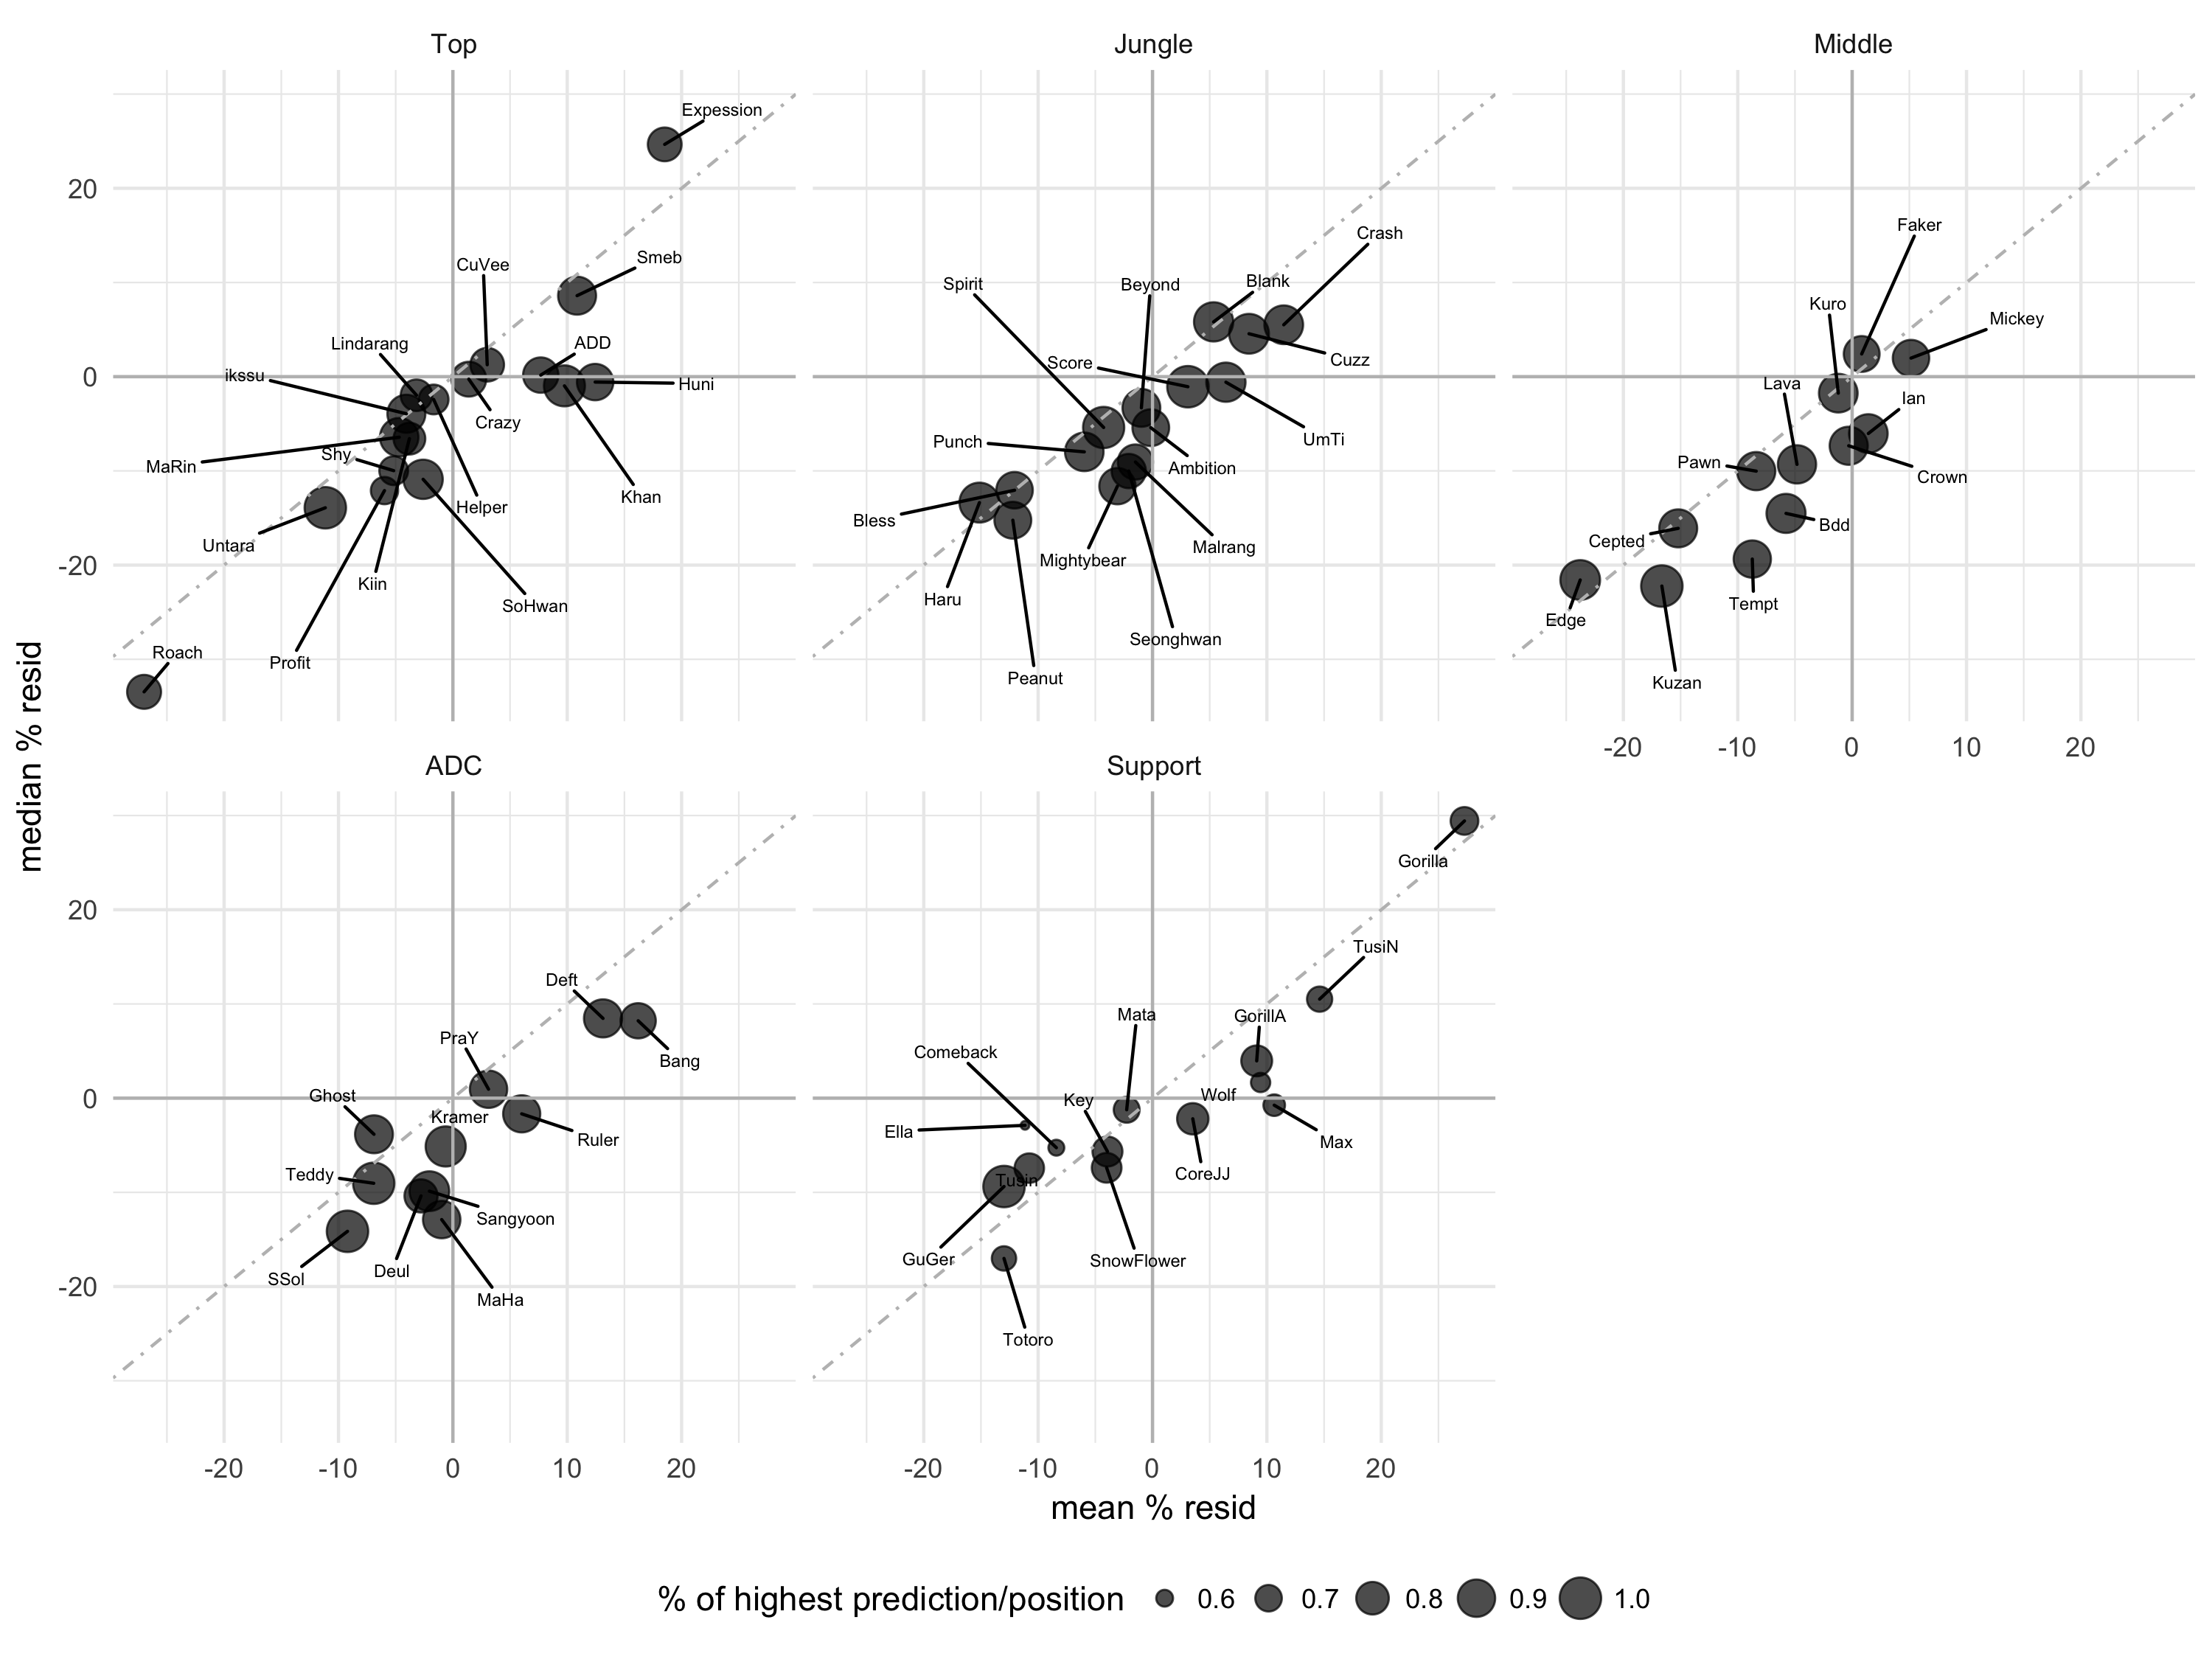 Top
Jungle
Middle
Expession
Smeb
CuVee
Lindarang
ADD
ikssu
Huni
Crazy
MaRin
Shy
Helper
Khan
Untara
Kiin
SoHwan
Roach
Profit
Crash
Spirit
Beyond
Blank
Score
Cuzz
Punch
UmTi
Ambition
Bless
Malrang
Mightybear
Haru
Seonghwan
Peanut
Faker
Kuro
Mickey
Lava
Ian
Pawn
Crown
Bdd
Cepted
Tempt
Edge
Kuzan
20
0
-20
-20 -10 0 10 20
median % resid
ADC
Support
Deft
PraY
Bang
Ghost
Kramer
Ruler
Teddy
Sangyoon
SSol
Deul
MaHa
Gorilla
TusiN
Mata
GorillA
Comeback
Key
Wolf
Ella
Max
CoreJJ
Tusin
GuGer
SnowFlower
Totoro
20
0
-20
-20 -10 0 10 20
-20 -10 0 10 20
mean % resid
% of highest prediction/position 0.6 0.7 0.8 0.9 1.0